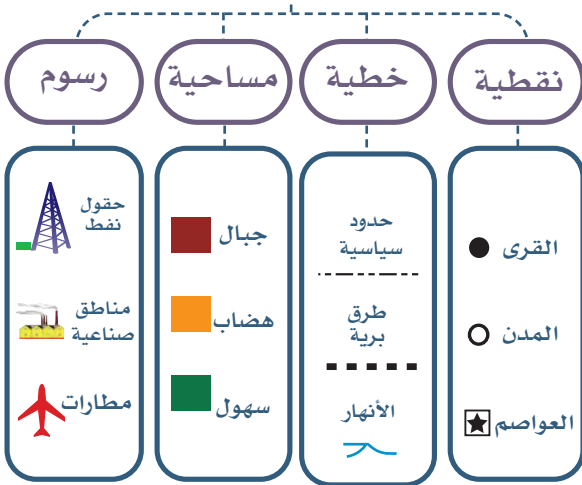 نقطية
خطية
مساحية
رسوم
القرى
المدن
العواصم
حدود
سياسية
طرق
برية
الأنهار
جبال
هضاب
سهول
حقول
نفط
مناطق
صناعية
مطارات